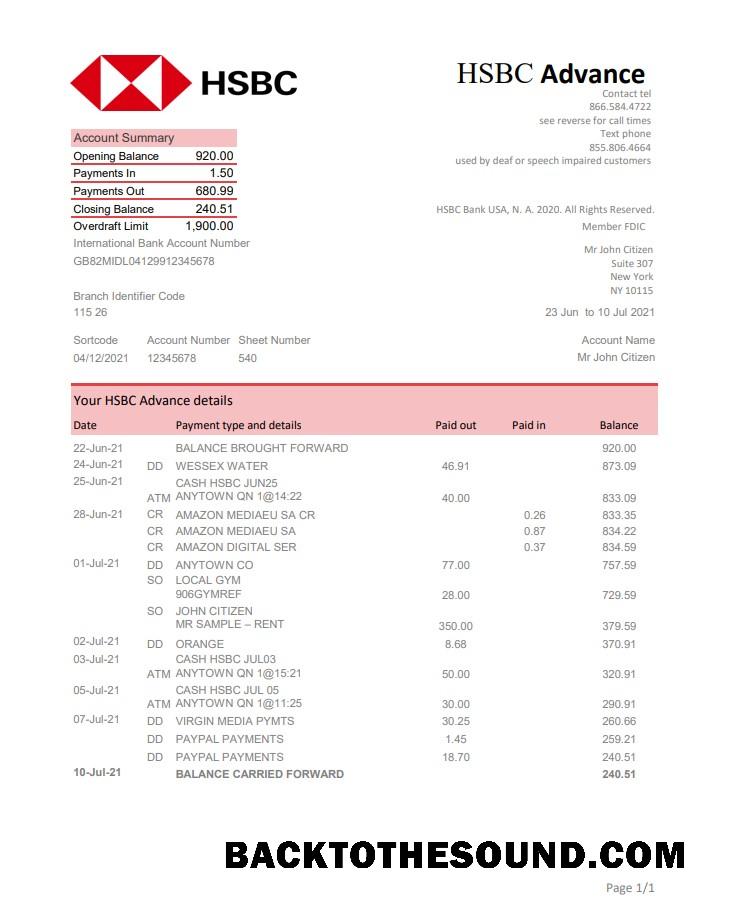 HSBC
HSBC Advance
Contact tel
866.584.4722
see reverse for call times
Text phone
855.806.4664
used by deaf or speech impaired customers
Account Summary
Opening Balance 920.00
Payments In 1.50
Payments Out 680.99
Closing Balance 240.51
Overdraft Limit 1,900.00
International Bank Account Number
GB82MIDL04129912345678
HSBC Bank USA, N. A. 2020. All Rights Reserved.
Member FDIC
Mr John Citizen
Suite 307
New York
NY 10115
Branch Identifier Code
115 26
23 Jun to 10 Jul 2021
Sortcode Account Number Sheet Number
04/12/2021 12345678 540
Account Name
Mr John Citizen
Your HSBC Advance details
Date Payment type and details Paid out Paid in Balance
22-Jun-21 BALANCE BROUGHT FORWARD 920.00
24-Jun-21 DD WESSEX WATER 46.91 873.09
25-Jun-21 CASH HSBC JUN25
ATM ANYTOWN QN 1@14:22 40.00 833.09
28-Jun-21 CR AMAZON MEDIAEU SA CR 0.26 833.35
CR AMAZON MEDIAEU SA 0.87 834.22
CR AMAZON DIGITAL SER 0.37 834.59
01-Jul-21 DD ANYTOWN CO 77.00 757.59
SO LOCAL GYM
906GYMREF 28.00 729.59
SO JOHN CITIZEN
MR SAMPLE – RENT 350.00 379.59
02-Jul-21 DD ORANGE 8.68 370.91
03-Jul-21 CASH HSBC JUL03
ATM ANYTOWN QN 1@15:21 50.00 320.91
05-Jul-21 CASH HSBC JUL 05
ATM ANYTOWN QN 1@11:25 30.00 290.91
07-Jul-21 DD VIRGIN MEDIA PYMTS 30.25 260.66
DD PAYPAL PAYMENTS 1.45 259.21
DD PAYPAL PAYMENTS 18.70 240.51
10-Jul-21 BALANCE CARRIED FORWARD 240.51
BACKTOTHESOUND.COM
Page 1/1